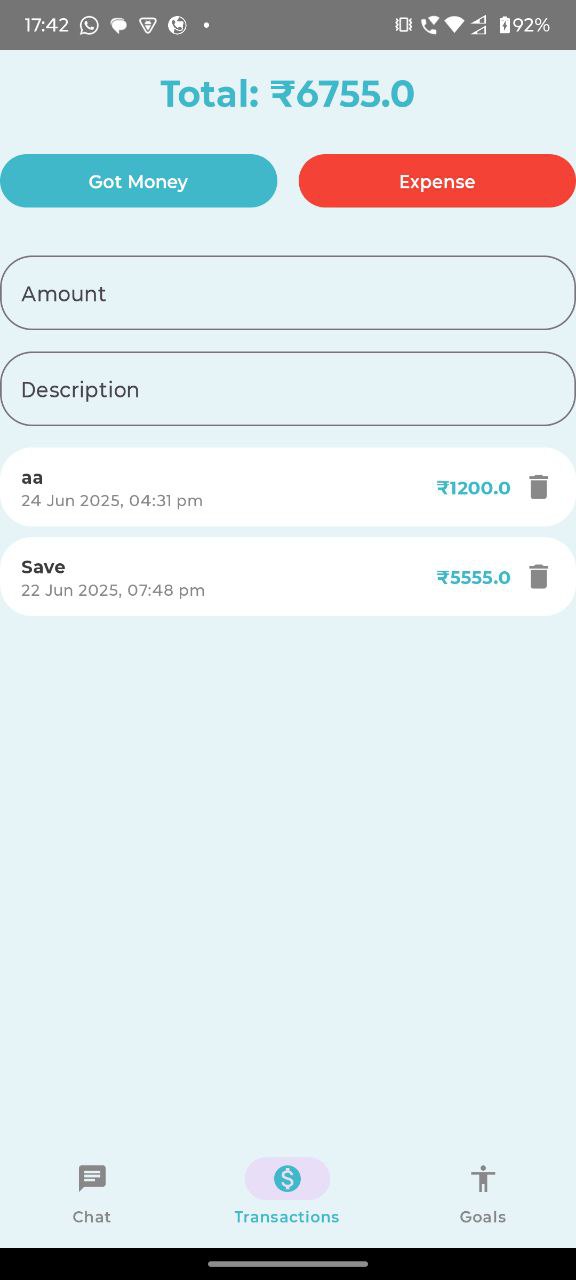 17:42
92%
Total: ₹6755.0
Got Money
Expense
Amount
Description
aa
24 Jun 2025, 04:31 pm
₹1200.0
Save
22 Jun 2025, 07:48 pm
₹5555.0
Chat
Transactions
Goals